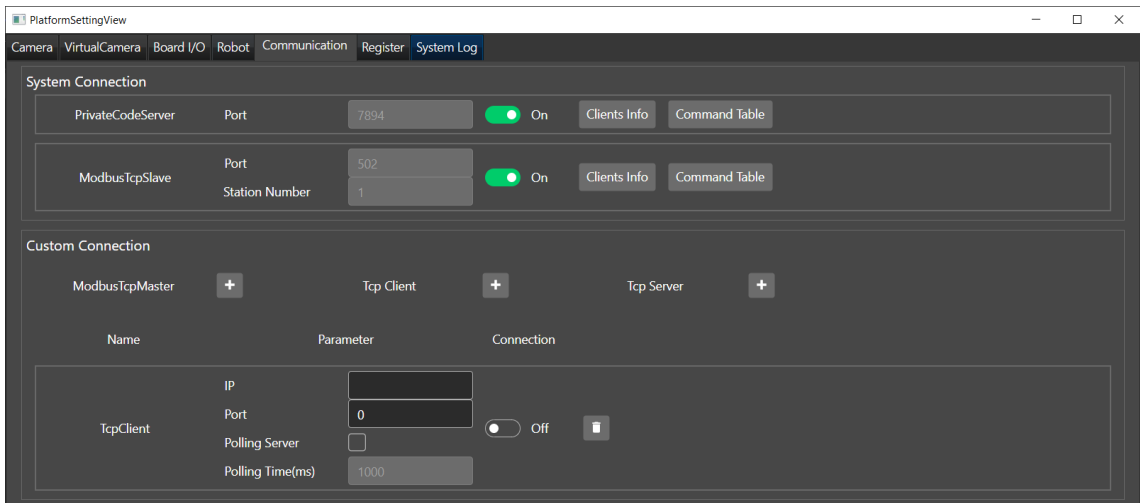 PlatformSettingView
Camera VirtualCamera Board I/O Robot Communication Register System Log
System Connection
PrivateCodeServer Port 7894 On Clients Info Command Table
ModbusTcpSlave Port 502 On Clients Info Command Table
Station Number 1
Custom Connection
ModbusTcpMaster + Tcp Client + Tcp Server +
Name Parameter Connection
TcpClient IP
Port 0 Off
Polling Server
Polling Time(ms) 1000